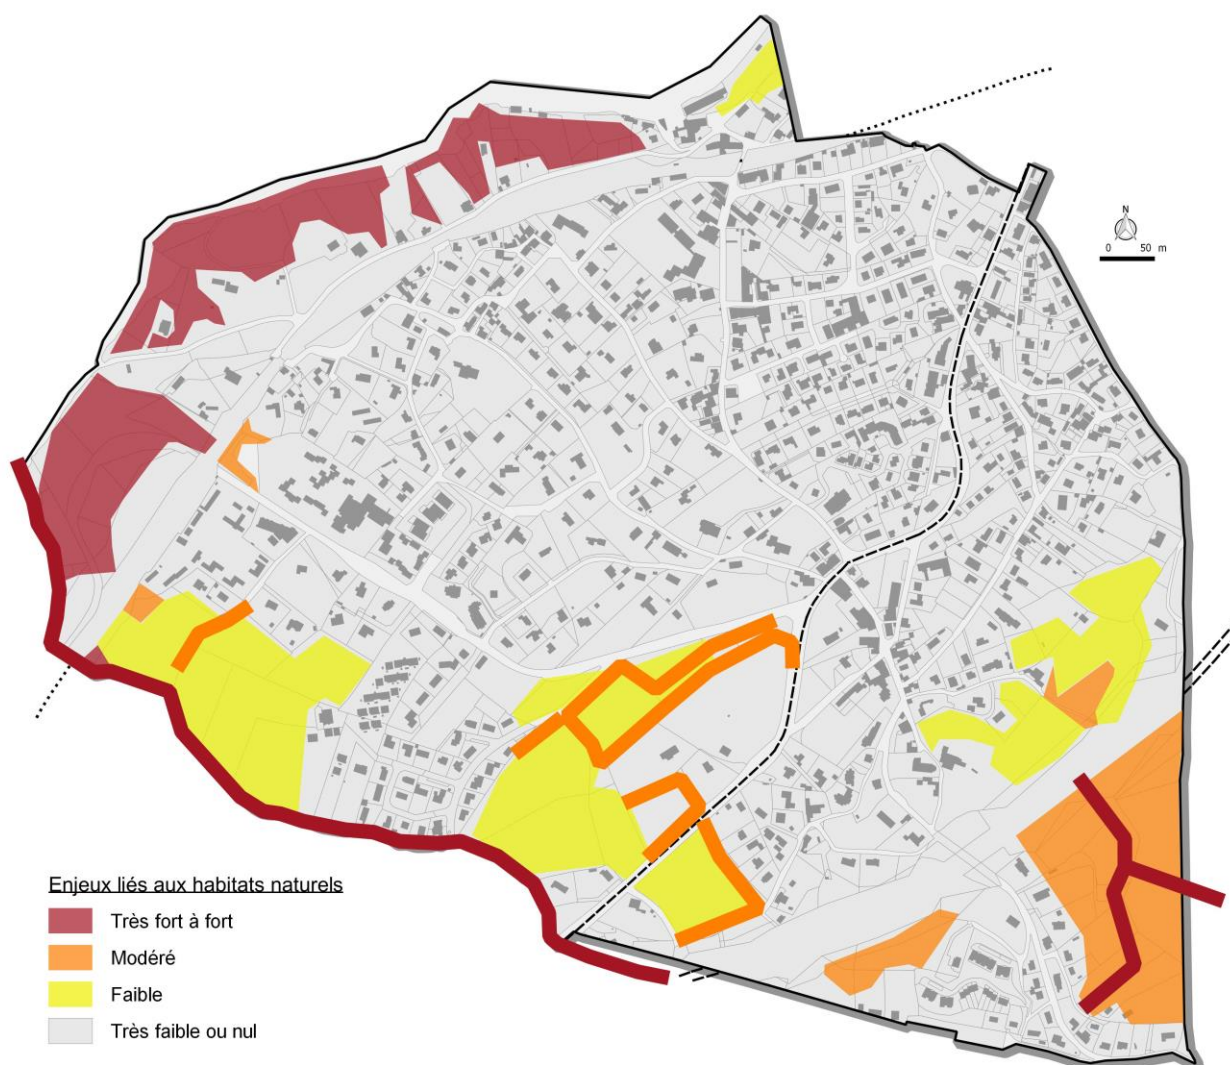 N
0 50 m
Enjeux liés aux habitats naturels
Très fort à fort
Modéré
Faible
Très faible ou nul